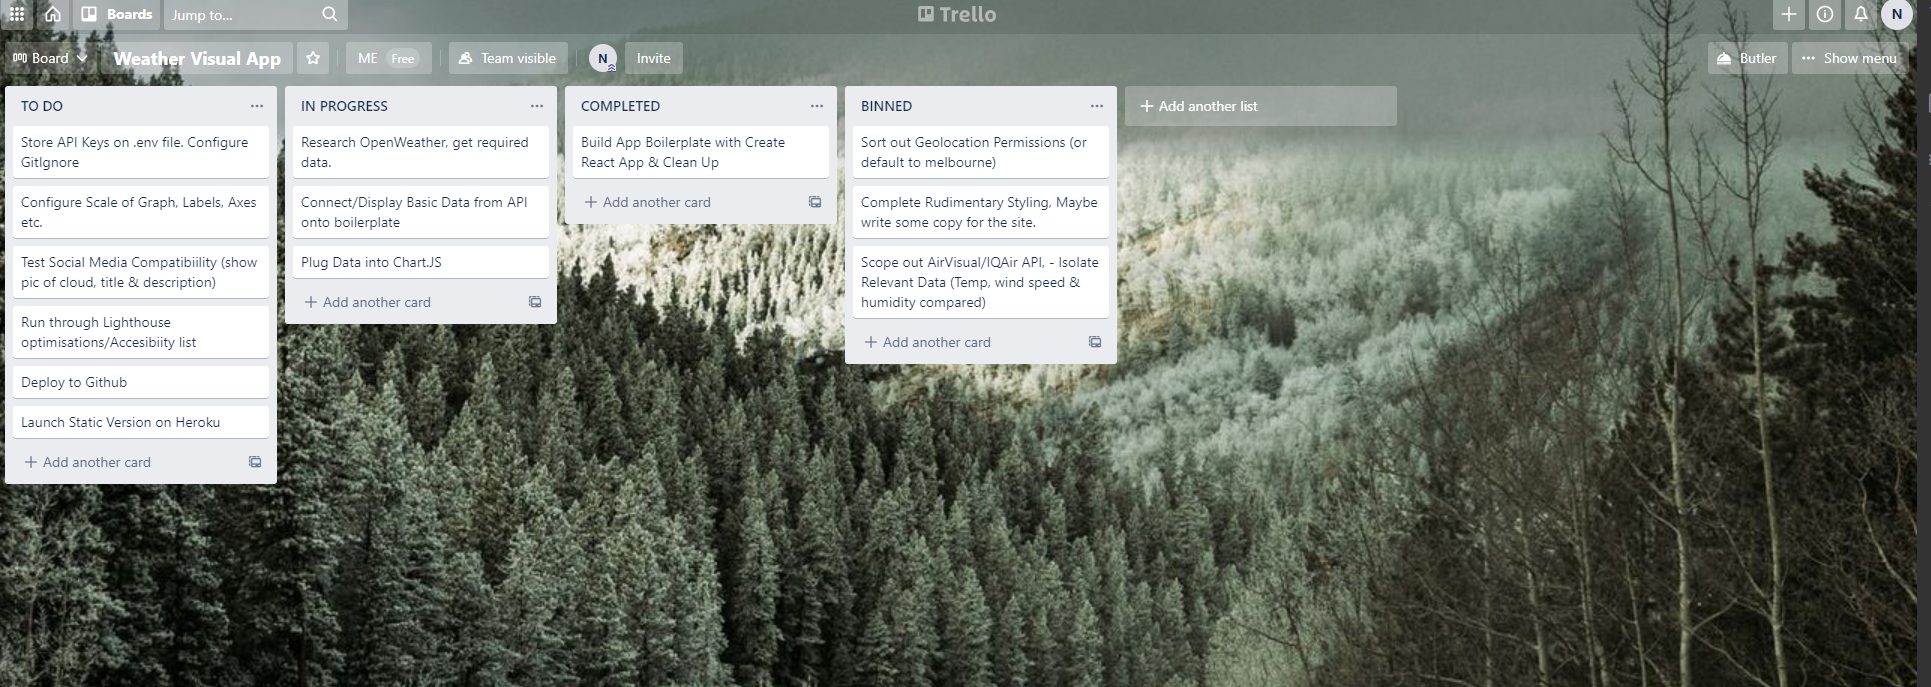 Boards
Jump to...
Trello
N
Board
Weather Visual App
ME Free
Team visible
N
Invite
Butler
Show menu
TO DO
Store API Keys on .env file. Configure
GitIgnore
Configure Scale of Graph, Labels, Axes
etc.
Test Social Media Compatibiility (show
pic of cloud, title & description)
Run through Lighthouse
optimisations/Accesibiity list
Deploy to Github
Launch Static Version on Heroku
Add another card
IN PROGRESS
Research OpenWeather, get required
data.
Connect/Display Basic Data from API
onto boilerplate
Plug Data into Chart.JS
Add another card
COMPLETED
Build App Boilerplate with Create
React App & Clean Up
Add another card
BINNED
Sort out Geolocation Permissions (or
default to melbourne)
Complete Rudimentary Styling, Maybe
write some copy for the site.
Scope out AirVisual/IQAir API, - Isolate
Relevant Data (Temp, wind speed &
humidity compared)
Add another card
Add another list